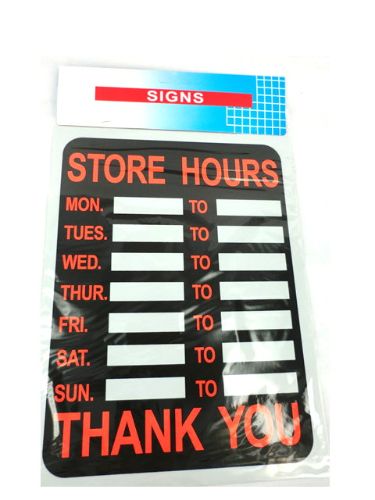 SIGNS
STORE HOURS
MON. TO
TUES. TO
WED. TO
THUR. TO
FRI. TO
SAT. TO
SUN. TO
THANK YOU